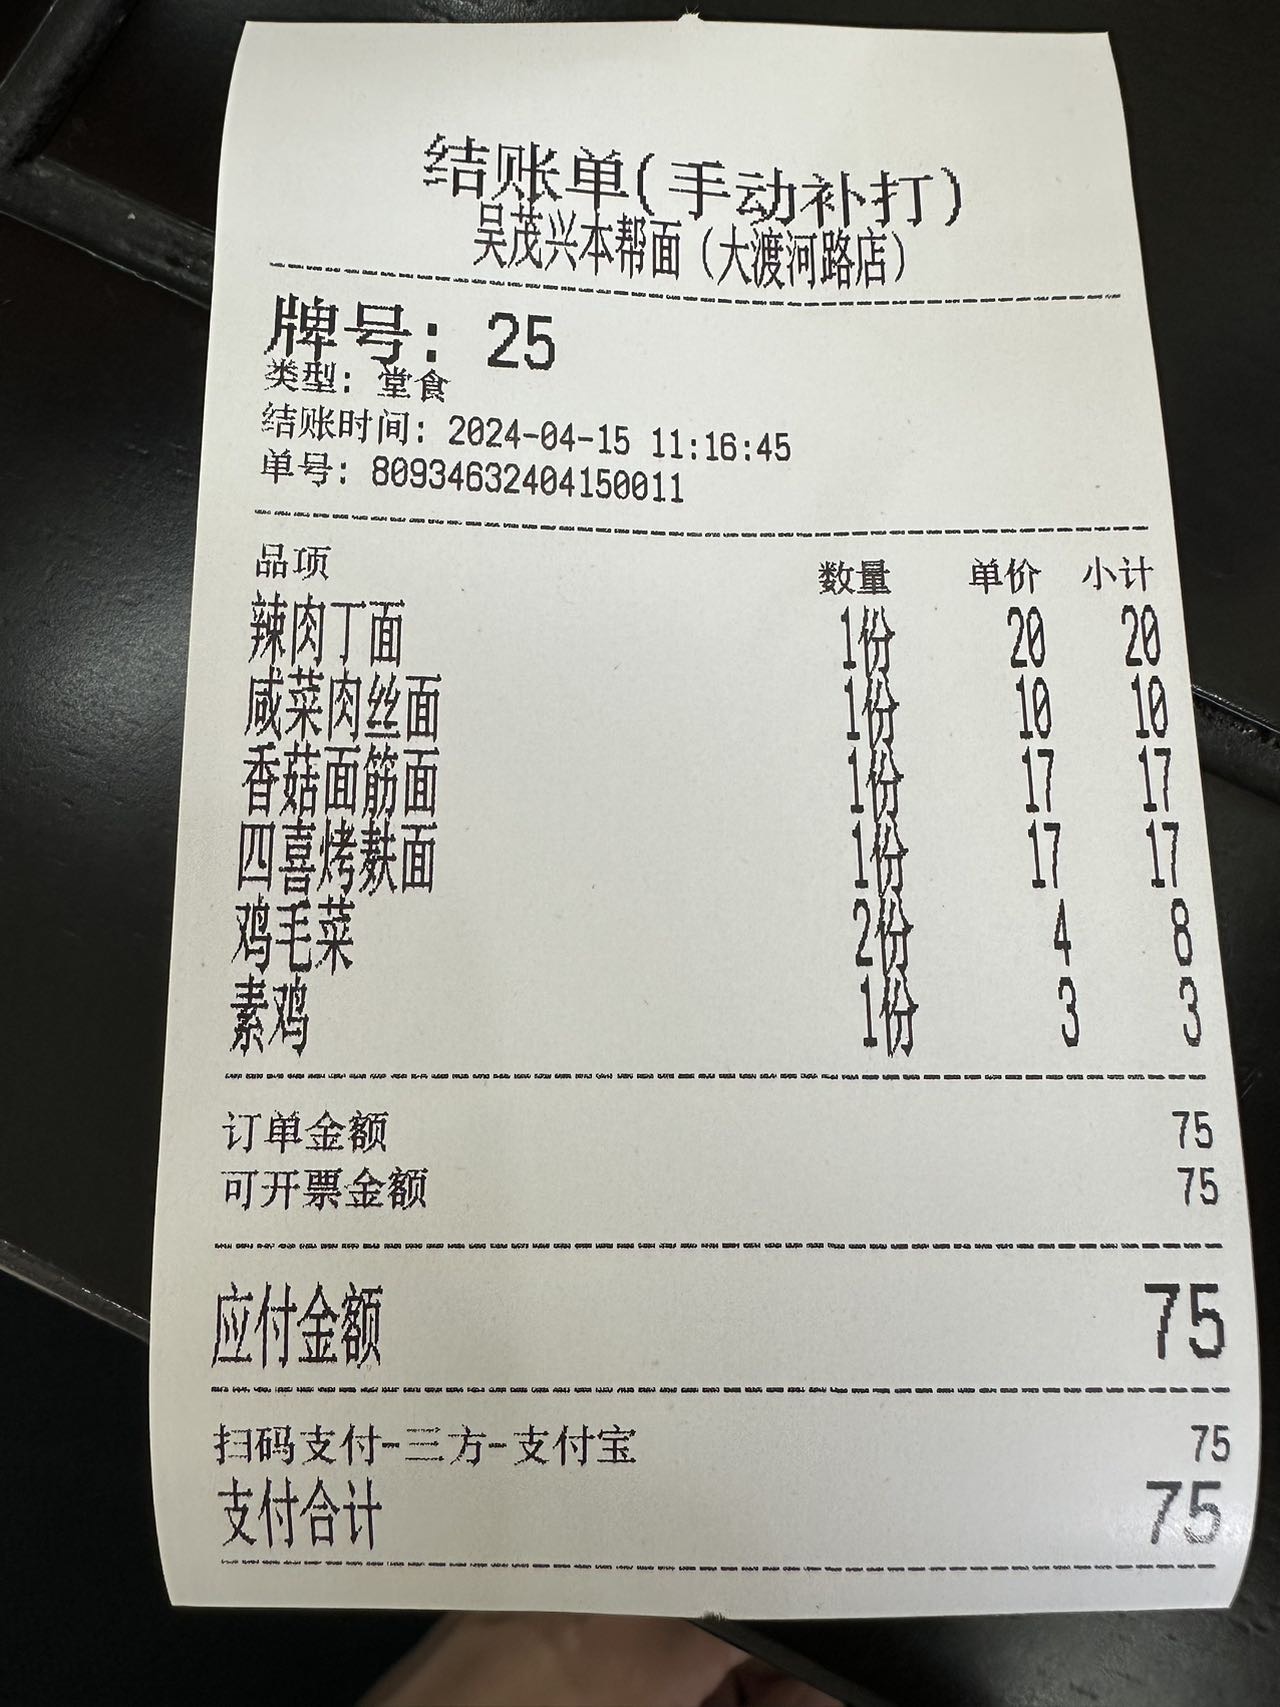 结账单(手动补打)
吴茂兴本帮面（大渡河路店）
牌号: 25
类型: 堂食
结账时间: 2024-04-15 11:16:45
单号: 80934632404150011
品项 数量 单价 小计
辣肉丁面 1份 20 20
咸菜肉丝面 1份 10 10
香菇面筋面 1份 17 17
四喜烤麸面 1份 17 17
鸡毛菜 2份 4 8
素鸡 1份 3 3
订单金额 75
可开票金额 75
应付金额 75
扫码支付-三方-支付宝 75
支付合计 75